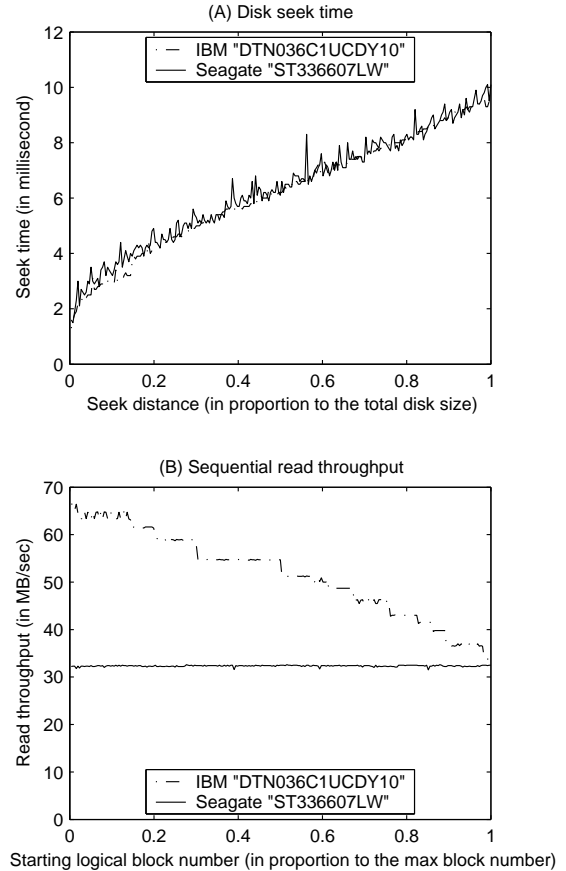 (A) Disk seek time
IBM "DTN036C1UCDY10"
Seagate "ST336607LW"
12
10
8
6
4
2
0
Seek time (in millisecond)
0
0.2
0.4
0.6
0.8
1
Seek distance (in proportion to the total disk size)
(B) Sequential read throughput
70
60
50
40
30
20
10
0
Read throughput (in MB/sec)
IBM "DTN036C1UCDY10"
Seagate "ST336607LW"
0
0.2
0.4
0.6
0.8
1
Starting logical block number (in proportion to the max block number)